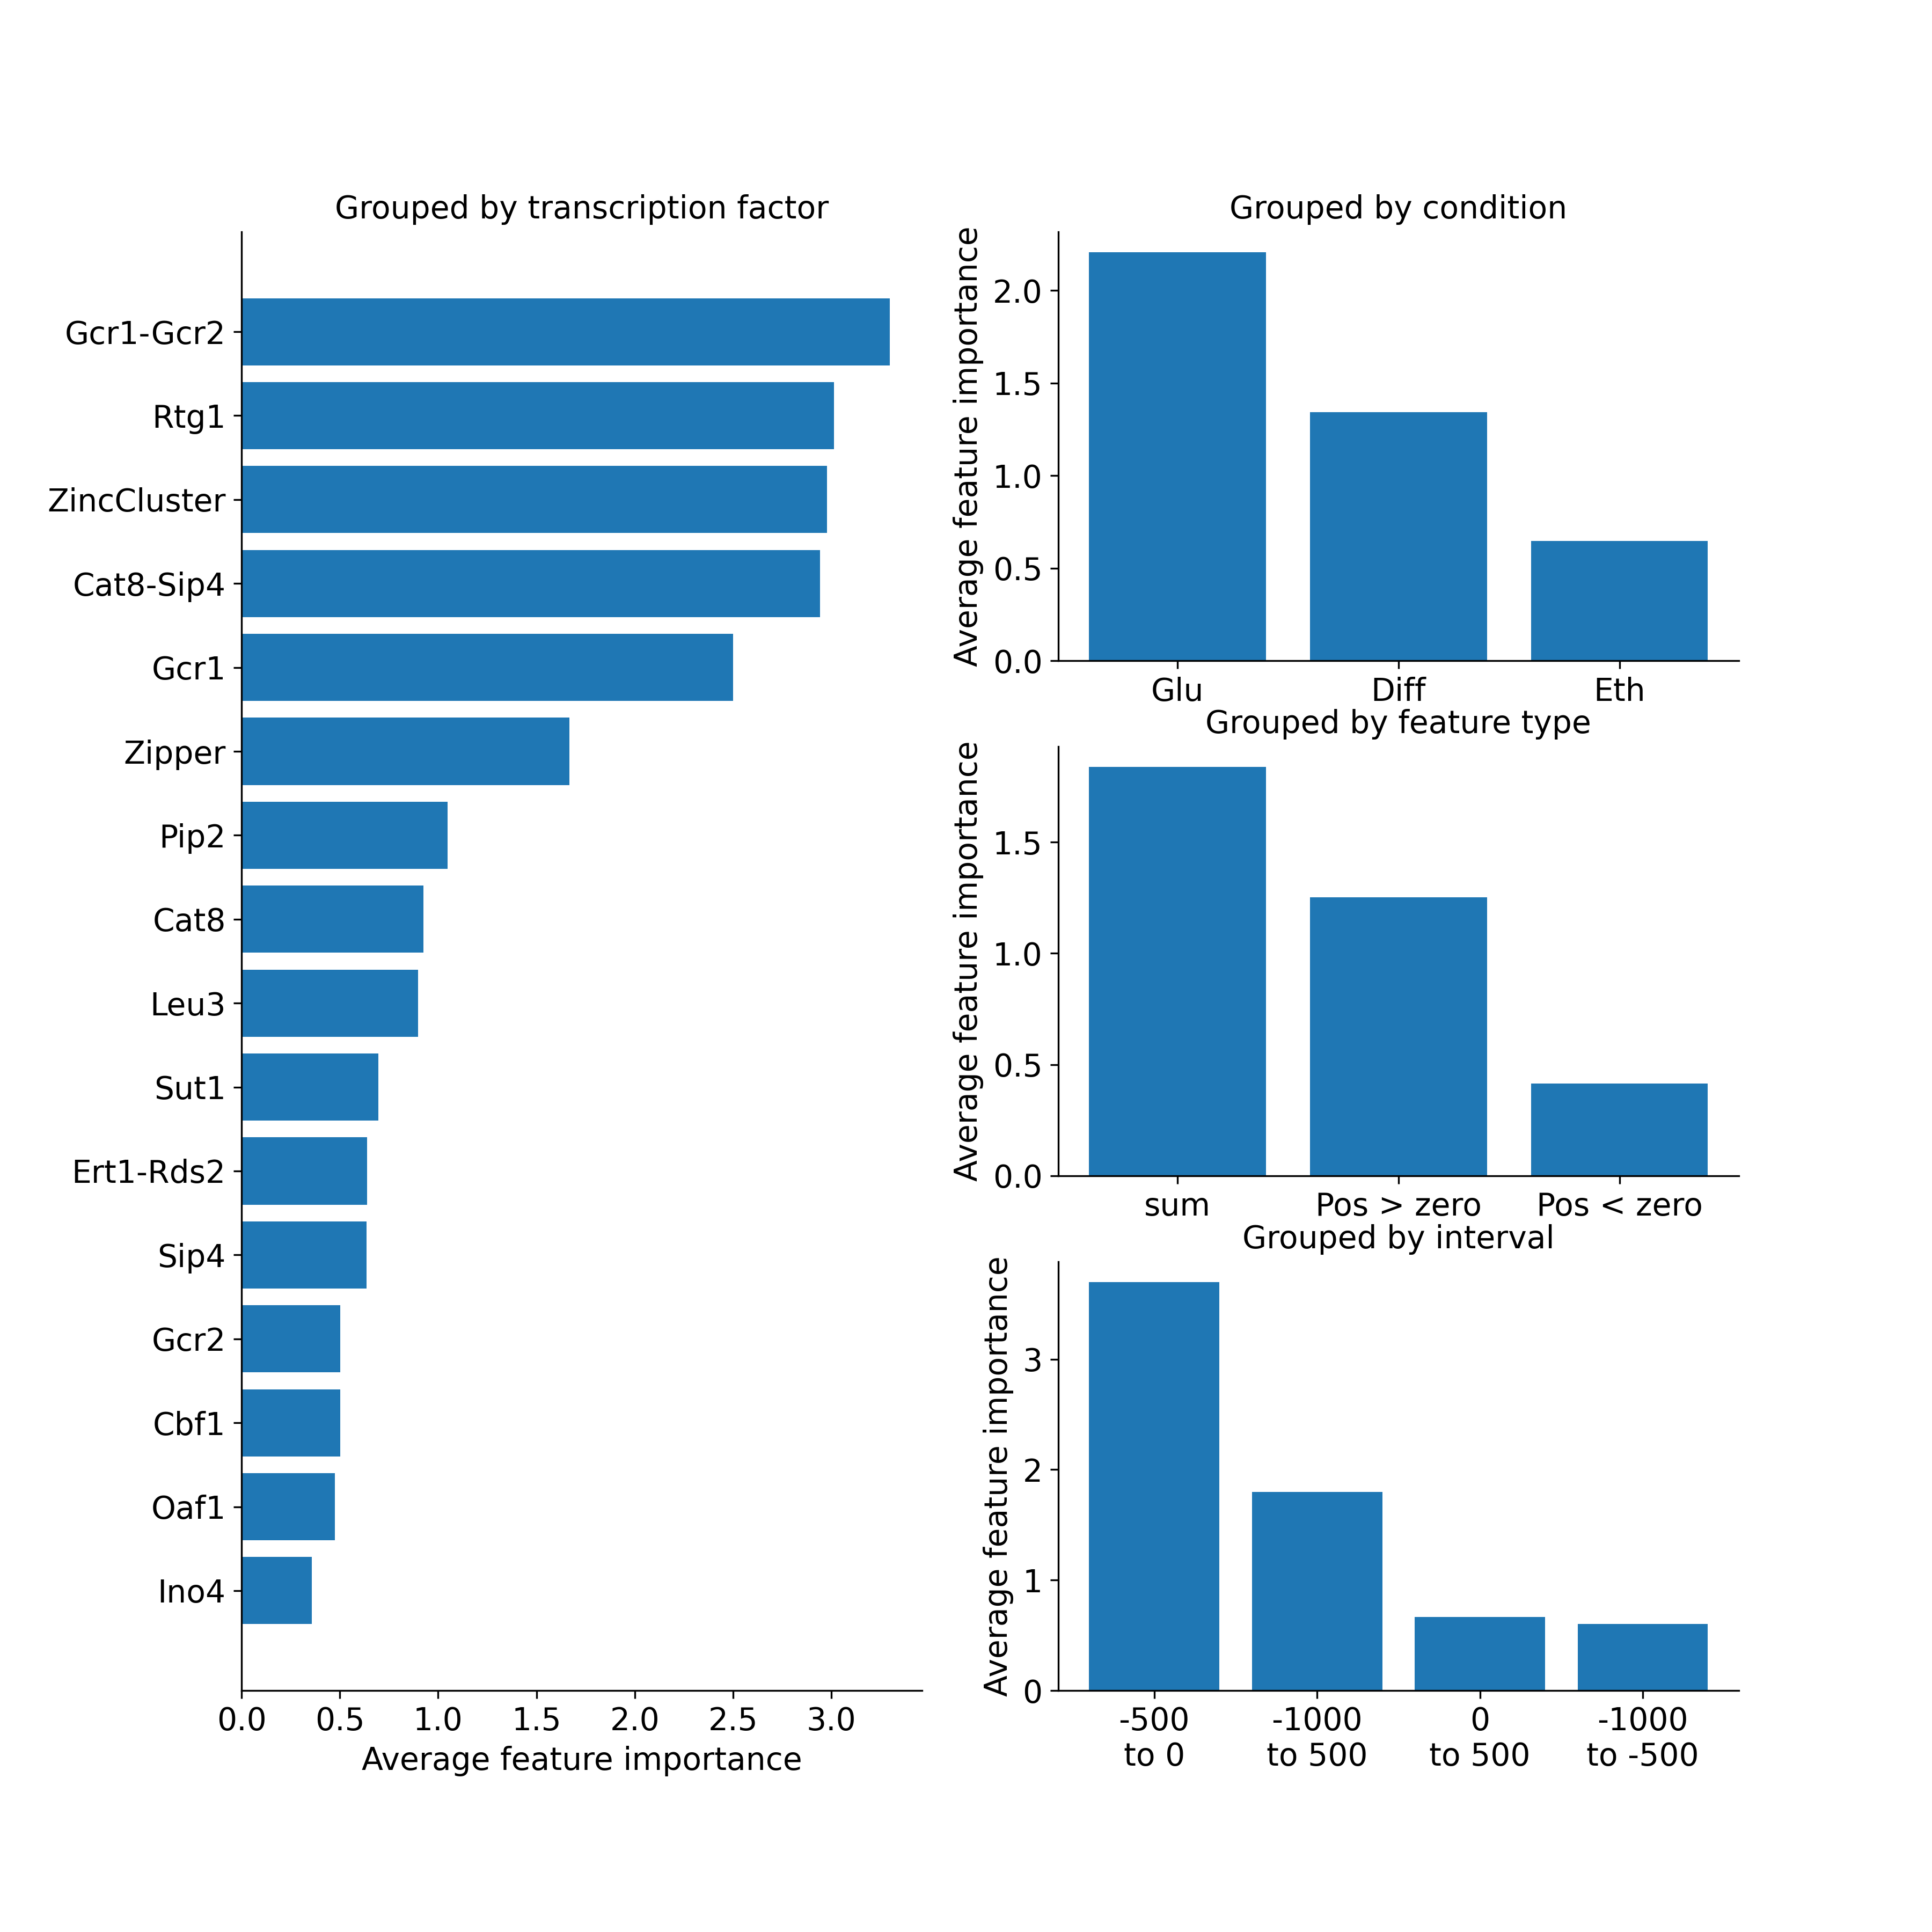 Grouped by transcription factor
Gcr1-Gcr2
Rtg1
ZincCluster
Cat8-Sip4
Gcr1
Zipper
Pip2
Cat8
Leu3
Sut1
Ert1-Rds2
Sip4
Gcr2
Cbf1
Oaf1
Ino4
0.0 0.5 1.0 1.5 2.0 2.5 3.0
Average feature importance
Grouped by condition
Average feature importance
2.0
1.5
1.0
0.5
0.0
Glu Diff Eth
Grouped by feature type
Average feature importance
1.5
1.0
0.5
0.0
sum Pos > zero Pos < zero
Grouped by interval
Average feature importance
3
2
1
0
-500 -1000 0 -1000
to 0 to 500 to 500 to -500